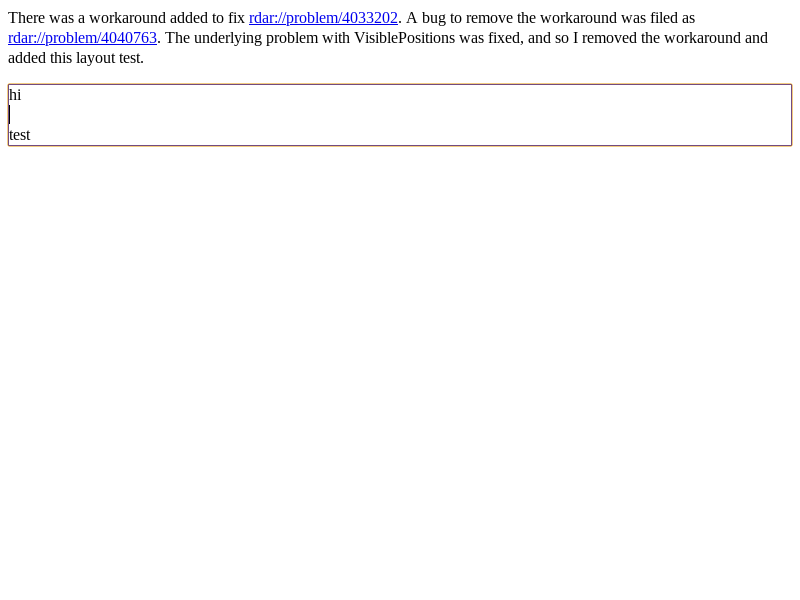 There was a workaround added to fix rdar://problem/4033202. A bug to remove the workaround was filed as
rdar://problem/4040763. The underlying problem with VisiblePositions was fixed, and so I removed the workaround and
added this layout test.
hi
test